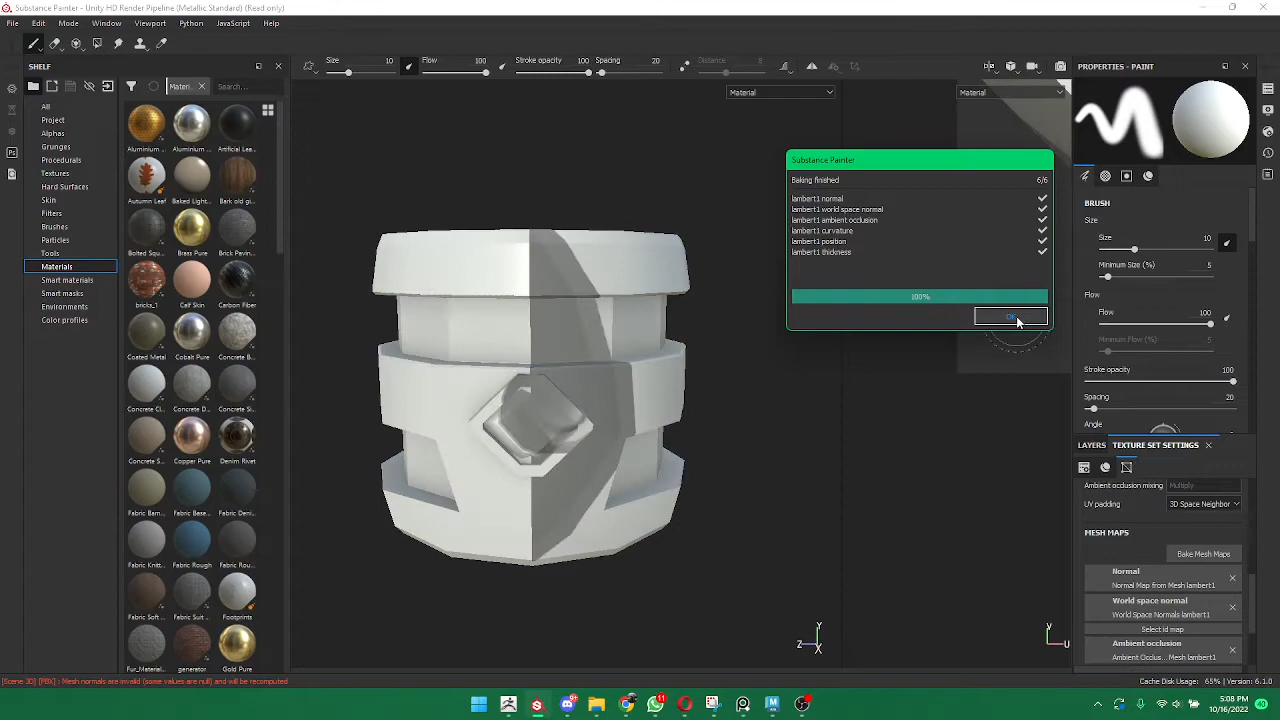 Substance Painter - Unity HD Render Pipeline (Metallic Standard) (Read only)
File Edit Mode Window Viewport Python JavaScript Help
SHELF
Size 10 Flow 100 Stroke opacity 100 Spacing 20 Distance 8
PROPERTIES - PAINT
Materi... Search...
Material
Material
All
Project
Alphas
Grunges
Procedurals
Textures
Hard Surfaces
Skin
Filters
Brushes
Particles
Tools
Materials
Smart materials
Smart masks
Environments
Color profiles
Aluminium ... Aluminium ... Artificial Lea...
Autumn Leaf Baked Light... Bark old gi...
Bolted Squ... Brass Pure Brick Pavin...
bricks_1 Calf Skin Carbon Fiber
Coated Metal Cobalt Pure Concrete B...
Concrete Cl... Concrete D... Concrete Si...
Concrete S... Copper Pure Denim Rivet
Fabric Bam... Fabric Base... Fabric Deni...
Fabric Knitt... Fabric Rough Fabric Rough...
Fabric Soft ... Fabric Suit ... Footprints
Fur_Material... generator Gold Pure
Substance Painter
Baking finished 6/6
lambert1 normal
lambert1 world space normal
lambert1 ambient occlusion
lambert1 curvature
lambert1 position
lambert1 thickness
100%
OK
Y
Z X
Y
U
BRUSH
Size
Size 10
Minimum Size (%) 5
Flow
Flow 100
Minimum Flow (%) 5
Stroke opacity 100
Spacing 20
Angle
LAYERS TEXTURE SET SETTINGS
Ambient occlusion mixing Multiply
UV padding 3D Space Neighbor
MESH MAPS
Bake Mesh Maps
Normal
Normal Map from Mesh lambert1
World space normal
World Space Normals lambert1
Select id map
Ambient occlusion
Ambient Occlus... Mesh lambert1
[Scene 3D] [FBX] : Mesh normals are invalid (some values are null) and will be recomputed
Cache Disk Usage: 65% | Version: 6.1.0
11
5:08 PM
10/16/2022